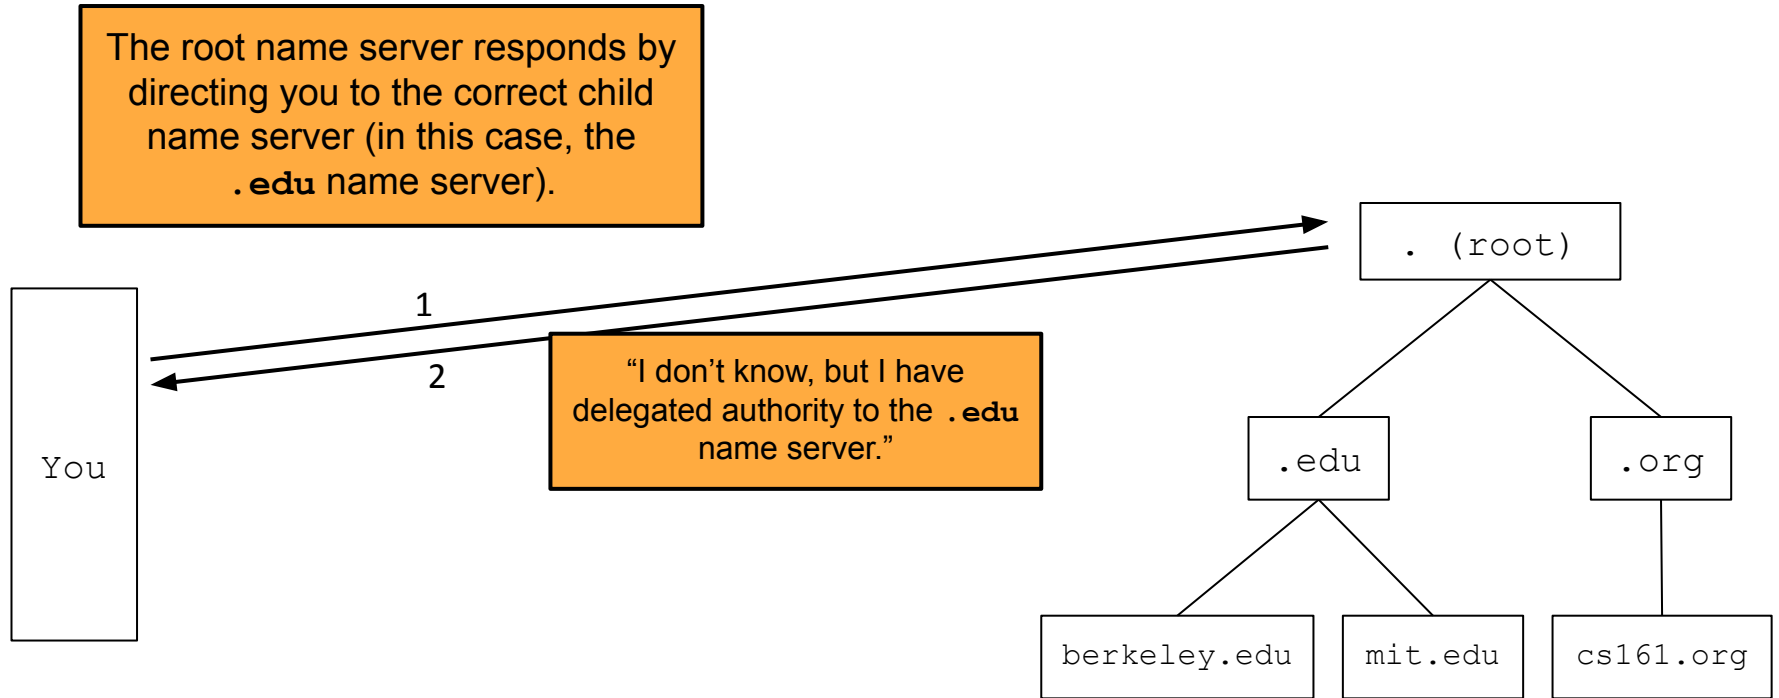 The root name server responds by
directing you to the correct child
name server (in this case, the
.edu name server).
. (root)
1
2
“I don’t know, but I have
delegated authority to the .edu
name server.”
You
.edu
.org
berkeley.edu
mit.edu
cs161.org